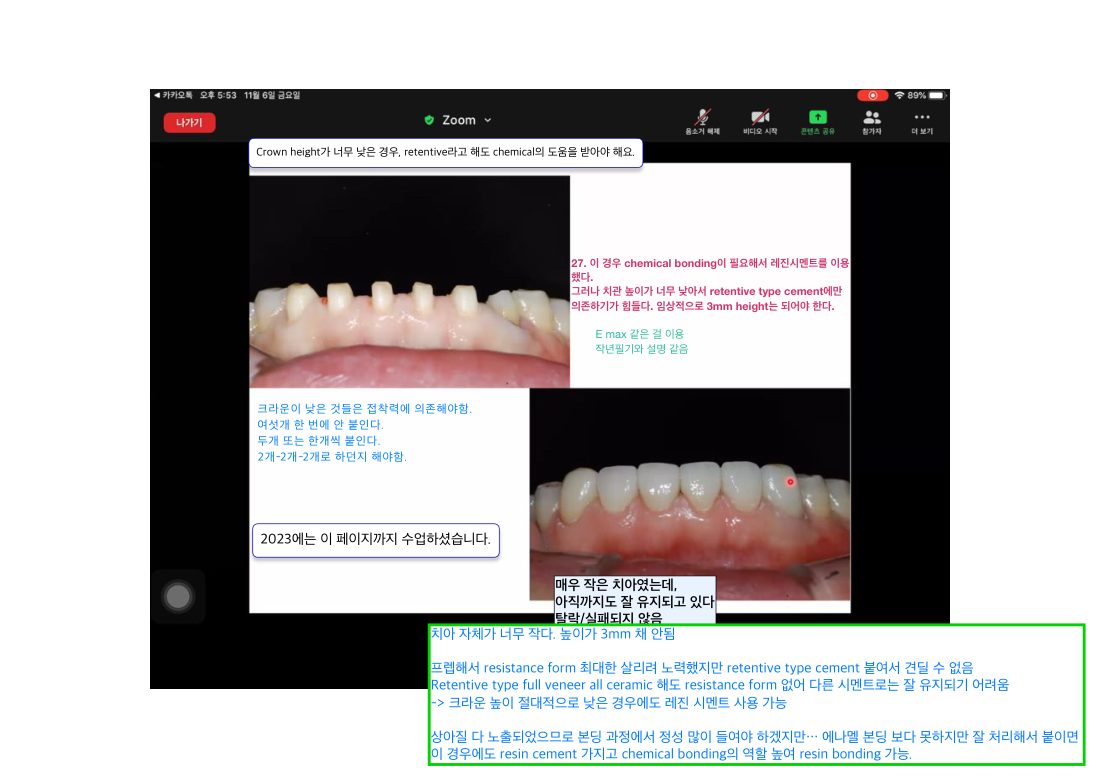 ◀ 카카오톡 오후 5:53 11월 6일 금요일
89%
나가기
Zoom
음소거 해제
비디오 시작
콘텐츠 공유
참가자
더 보기
Crown height가 너무 낮은 경우, retentive라고 해도 chemical의 도움을 받아야 해요.
27. 이 경우 chemical bonding이 필요해서 레진시멘트를 이용
했다.
그러나 치관 높이가 너무 낮아서 retentive type cement에만
의존하기가 힘들다. 임상적으로 3mm height는 되어야 한다.
E max 같은 걸 이용
작년필기와 설명 같음
크라운이 낮은 것들은 접착력에 의존해야함.
여섯개 한 번에 안 붙인다.
두개 또는 한개씩 붙인다.
2개-2개-2개로 하던지 해야함.
2023에는 이 페이지까지 수업하셨습니다.
매우 작은 치아였는데,
아직까지도 잘 유지되고 있다
탈락/실패되지 않음
치아 자체가 너무 작다. 높이가 3mm 채 안됨
프렙해서 resistance form 최대한 살리려 노력했지만 retentive type cement 붙여서 견딜 수 없음
Retentive type full veneer all ceramic 해도 resistance form 없어 다른 시멘트로는 잘 유지되기 어려움
-> 크라운 높이 절대적으로 낮은 경우에도 레진 시멘트 사용 가능
상아질 다 노출되었으므로 본딩 과정에서 정성 많이 들여야 하겠지만… 에나멜 본딩 보다 못하지만 잘 처리해서 붙이면
이 경우에도 resin cement 가지고 chemical bonding의 역할 높여 resin bonding 가능.